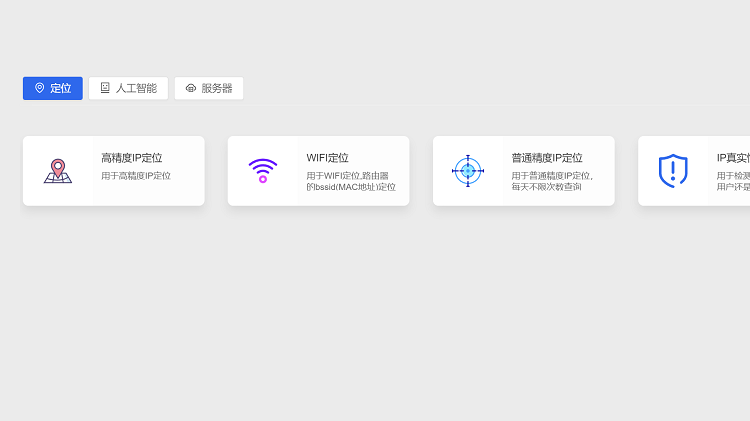 定位
人工智能
服务器
高精度IP定位
用于高精度IP定位
WIFI定位
用于WIFI定位,路由器
的bssid(MAC地址)定位
普通精度IP定位
用于普通精度IP定位,
每天不限次数查询
IP真实
用于检测
用户还是